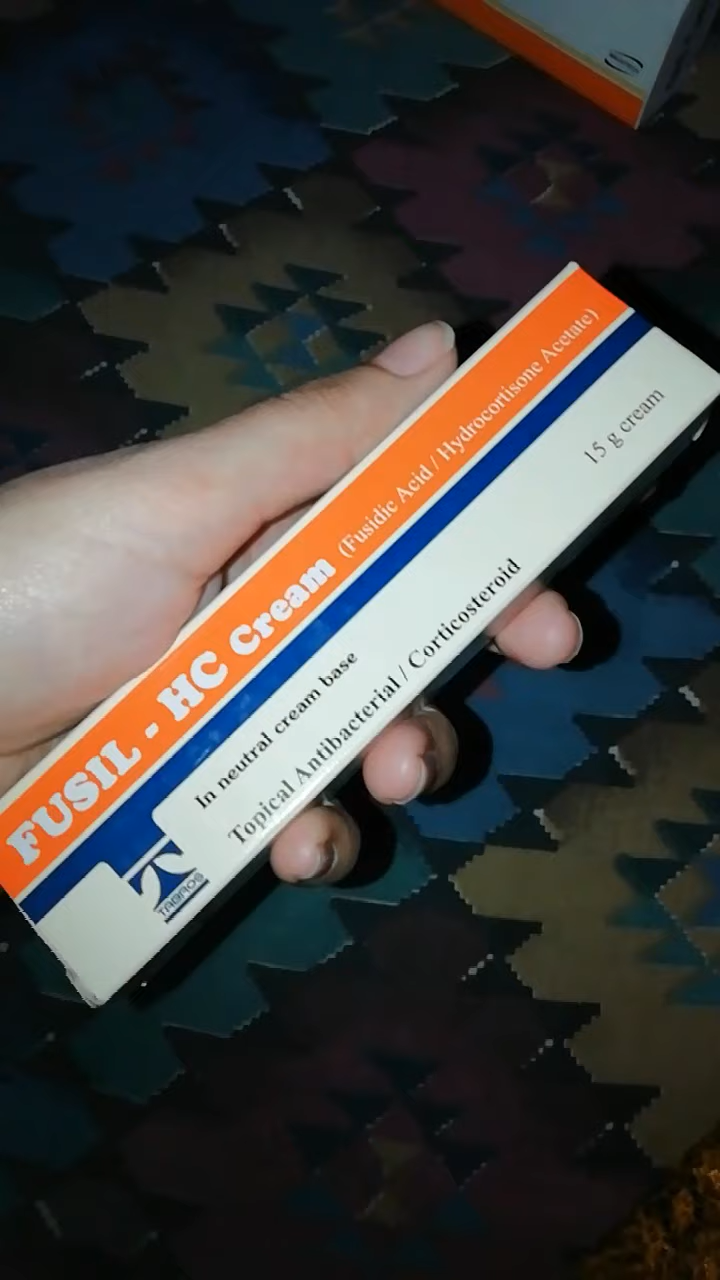 FUSIL - HC Cream (Fusidic Acid / Hydrocortisone Acetate)
15 g cream
In neutral cream base
Topical Antibacterial / Corticosteroid
TABROS